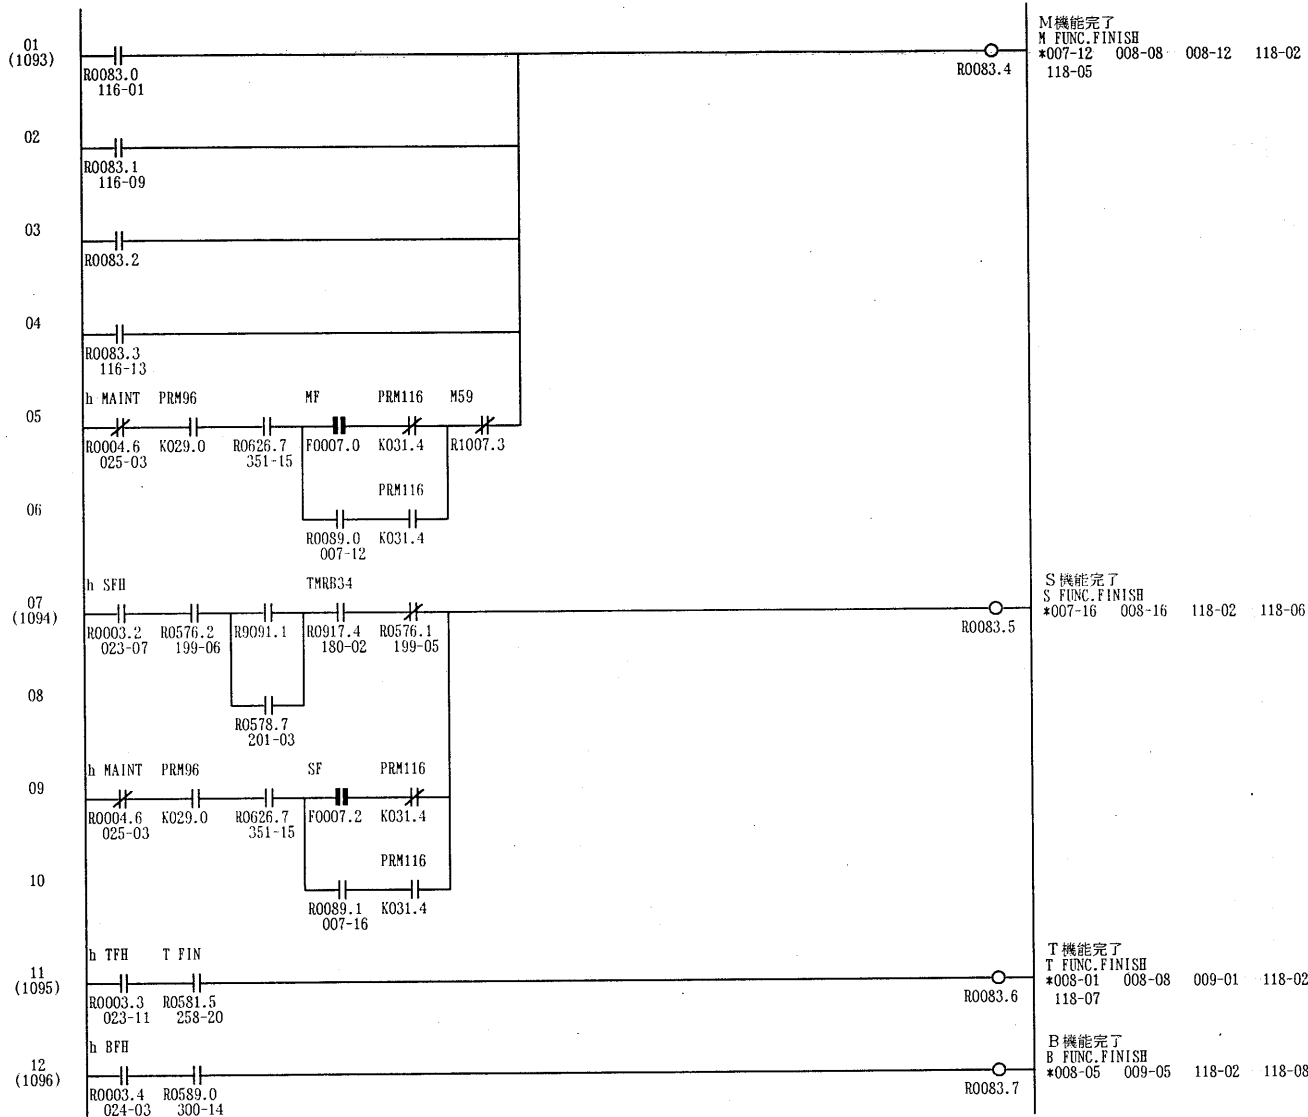 01
(1093)
R0083.0
116-01
R0083.4
M機能完了
M FUNC.FINISH
*007-12 008-08 008-12 118-02
118-05
02
R0083.1
116-09
03
R0083.2
04
R0083.3
116-13
h MAINT PRM96 MF PRM116 M59
05
R0004.6 K029.0 R0626.7 F0007.0 K031.4 R1007.3
025-03 351-15
PRM116
06
R0089.0 K031.4
007-12
h SFH TMRB34
07
(1094)
R0003.2 R0576.2 R9091.1 R0917.4 R0576.1
023-07 199-06 180-02 199-05
R0083.5
S機能完了
S FUNC.FINISH
*007-16 008-16 118-02 118-06
08
R0578.7
201-03
h MAINT PRM96 SF PRM116
09
R0004.6 K029.0 R0626.7 F0007.2 K031.4
025-03 351-15
PRM116
10
R0089.1 K031.4
007-16
h TFH T FIN
11
(1095)
R0003.3 R0581.5
023-11 258-20
R0083.6
T機能完了
T FUNC.FINISH
*008-01 008-08 009-01 118-02
118-07
h BFH
12
(1096)
R0003.4 R0589.0
024-03 300-14
R0083.7
B機能完了
B FUNC.FINISH
*008-05 009-05 118-02 118-08